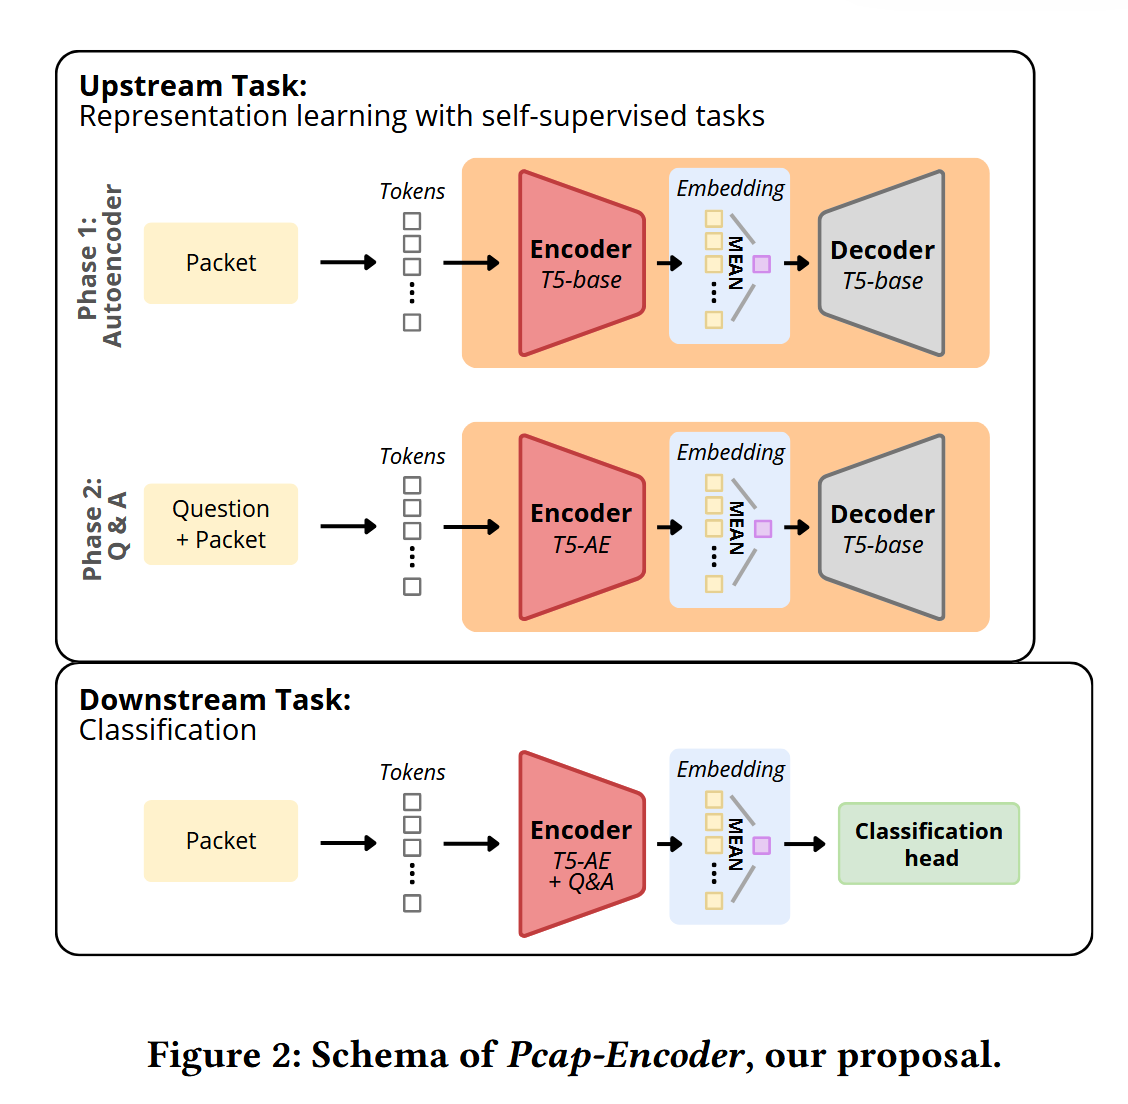 Upstream Task:
Representation learning with self-supervised tasks
Phase 1:
Autoencoder
Packet
Tokens
Encoder
T5-base
Embedding
MEAN
Decoder
T5-base
Phase 2:
Q & A
Question
+ Packet
Tokens
Encoder
T5-AE
Embedding
MEAN
Decoder
T5-base
Downstream Task:
Classification
Packet
Tokens
Encoder
T5-AE
+ Q&A
Embedding
MEAN
Classification
head
Figure 2: Schema of Pcap-Encoder, our proposal.